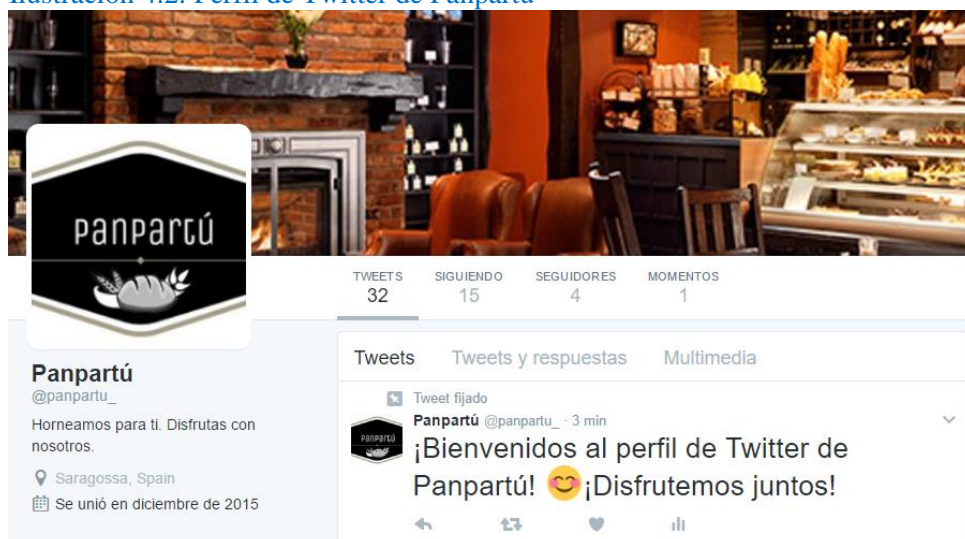 Ilustración 4.2. Perfil de Twitter de Panpartú
PANPARTÚ
TWEETS SIGUIENDO SEGUIDORES MOMENTOS
32 15 4 1
Panpartú
@panpartu_
Horneamos para ti. Disfrutas con
nosotros.
Saragossa, Spain
Se unió en diciembre de 2015
Tweets Tweets y respuestas Multimedia
Tweet fijado
PANPARTÚ
Panpartú @panpartu_ · 3 min
¡Bienvenidos al perfil de Twitter de
Panpartú! 😊¡Disfrutemos juntos!